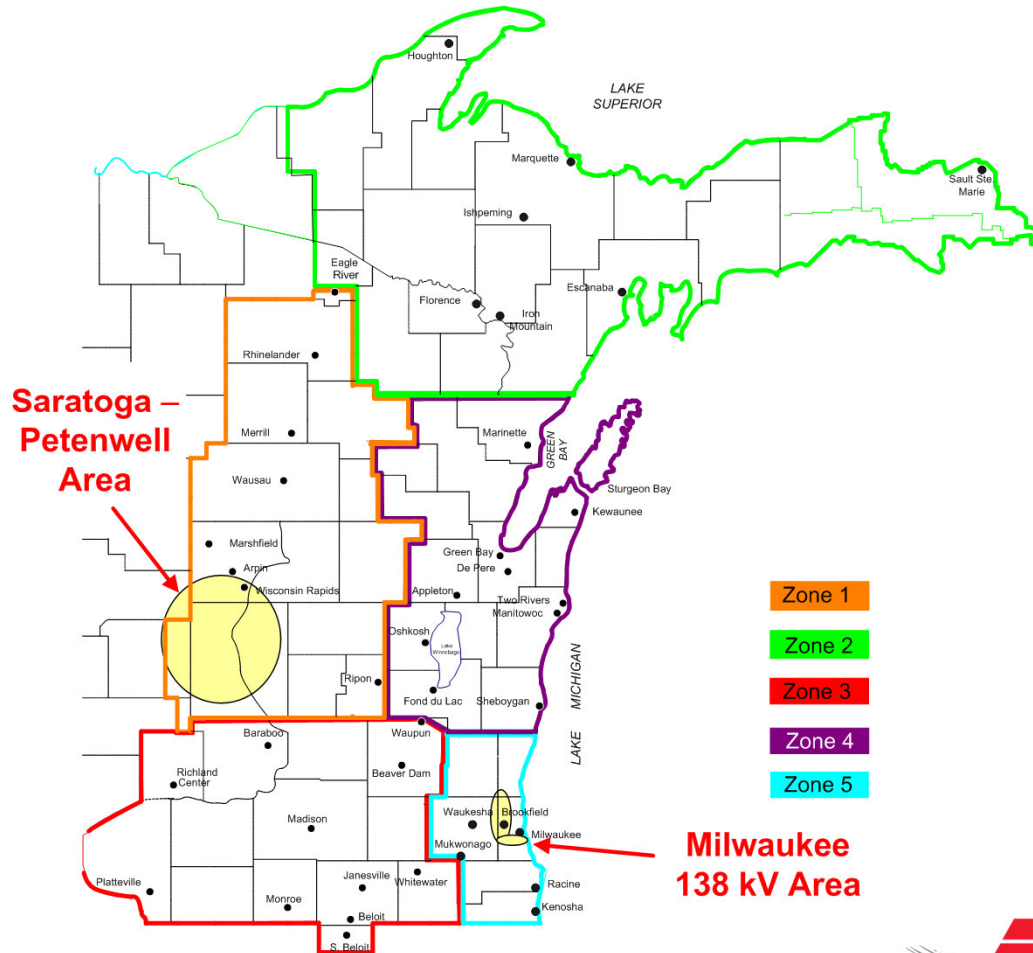 Houghton
LAKE
SUPERIOR
Marquette
Sault Ste.
Marie
Ishpeming
Eagle
River
Escanaba
Florence
Iron
Mountain
Rhinelander
Saratoga –
Petenwell
Area
Merrill
Marinette
GREEN
BAY
Wausau
Sturgeon Bay
Kewaunee
Marshfield
Green Bay
Arpin
De Pere
Wisconsin Rapids
Appleton
Two Rivers
Manitowoc
Zone 1
Zone 2
Zone 3
Zone 4
Zone 5
Oshkosh
Lake
Winnebago
Ripon
Fond du Lac
Sheboygan
LAKE MICHIGAN
Waupun
Baraboo
Beaver Dam
Richland
Center
Waukesha
Brookfield
Madison
Milwaukee
Mukwonago
Milwaukee
138 kV Area
Platteville
Janesville
Whitewater
Racine
Monroe
Kenosha
Beloit
S. Beloit